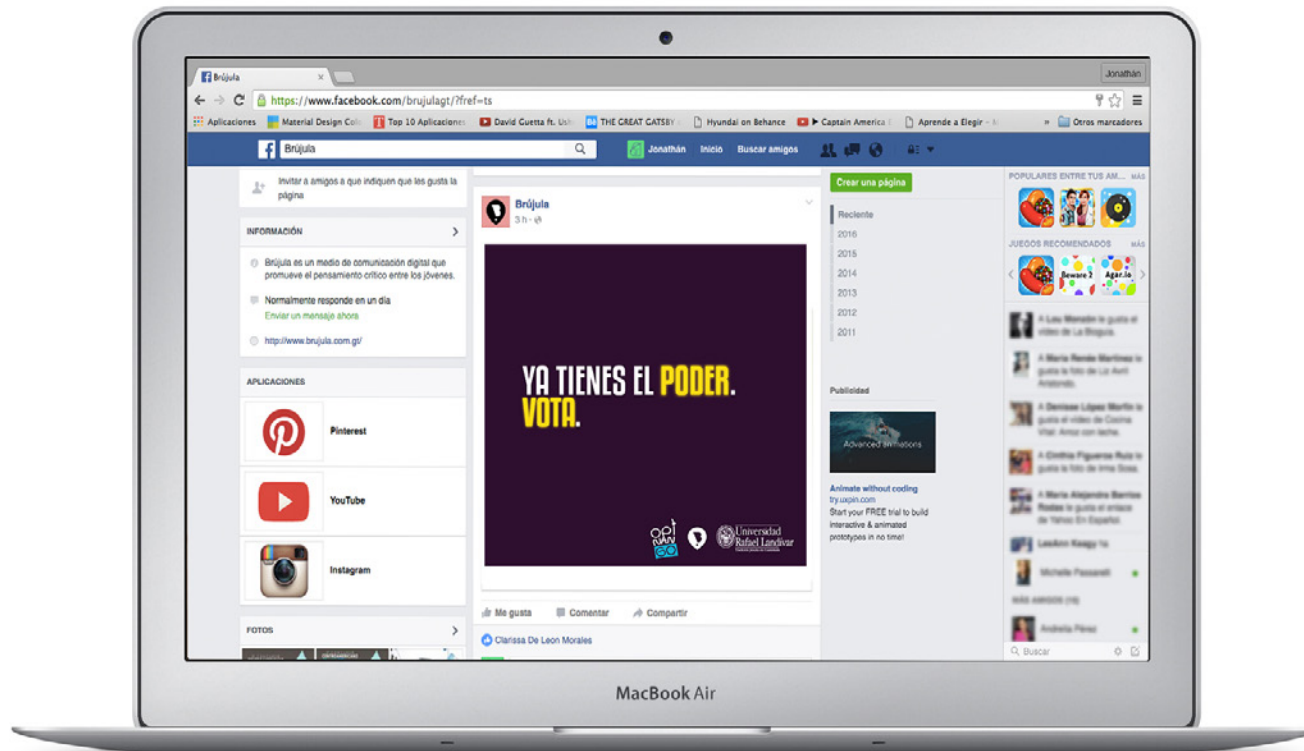 Brújula
Jonathán
https://www.facebook.com/brujulagt/?fref=ts
Aplicaciones
Material Design Colo
Top 10 Aplicaciones
David Guetta ft. Ush
Bē THE GREAT GATSBY
Hyundai on Behance
Captain America
Aprende a Elegir
»
Otros marcadores
Brújula
Jonathán Inicio Buscar amigos
Invitar a amigos a que indiquen que les gusta la
página
INFORMACIÓN
Brújula es un medio de comunicación digital que
promueve el pensamiento crítico entre los jóvenes.
Normalmente responde en un día
Enviar un mensaje ahora
http://www.brujula.com.gt/
APLICACIONES
Pinterest
YouTube
Instagram
FOTOS
Brújula
3 h
YA TIENES EL PODER.
VOTA.
OPINAN GO
Universidad
Rafael Landívar
Me gusta Comentar Compartir
Clarissa De Leon Morales
Crear una página
Reciente
2016
2015
2014
2013
2012
2011
Publicidad
Advanced animations
Animate without coding
try.uxpin.com
Start your FREE trial to build
interactive & animated
prototypes in no time!
POPULARES ENTRE TUS AM... MÁS
JUEGOS RECOMENDADOS MÁS
Beware 2
Agar.io
MÁS AMIGOS (16)
Buscar
MacBook Air